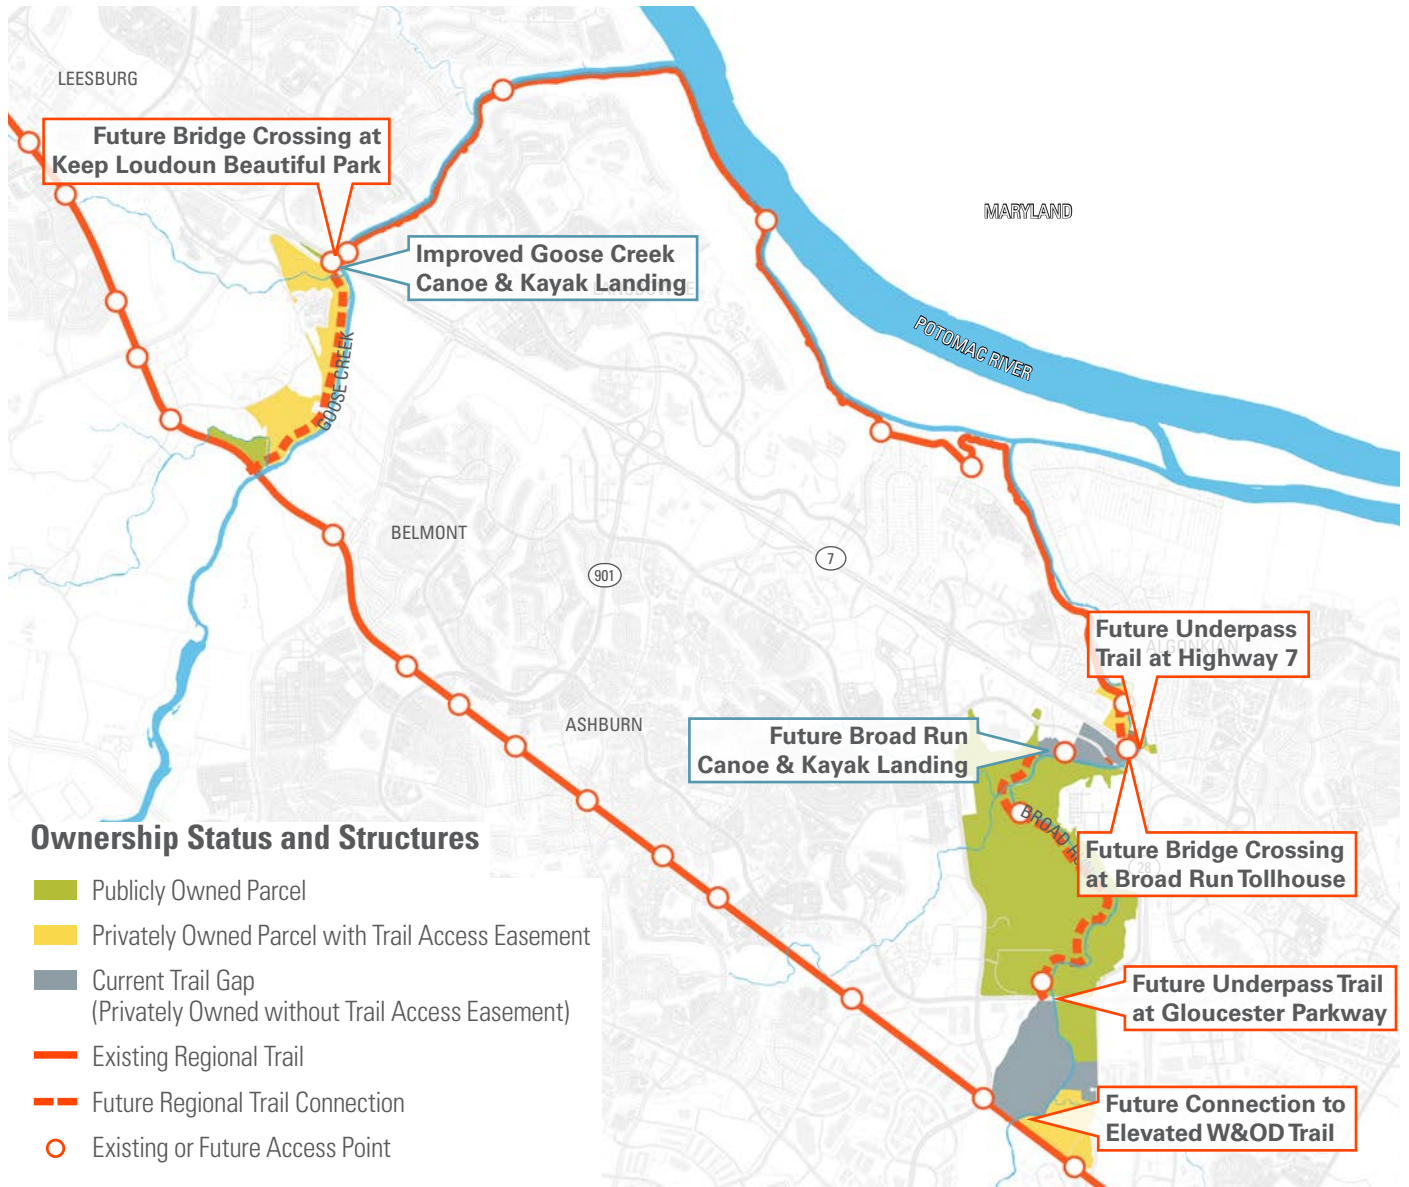 LEESBURG
Future Bridge Crossing at
Keep Loudoun Beautiful Park
MARYLAND
Improved Goose Creek
Canoe & Kayak Landing
POTOMAC RIVER
GOOSE CREEK
BELMONT
7
901
Future Underpass
Trail at Highway 7
ALGONKIAN
ASHBURN
Future Broad Run
Canoe & Kayak Landing
BROAD
Future Bridge Crossing
at Broad Run Tollhouse
28
Ownership Status and Structures
Publicly Owned Parcel
Privately Owned Parcel with Trail Access Easement
Current Trail Gap
(Privately Owned without Trail Access Easement)
Existing Regional Trail
Future Regional Trail Connection
Existing or Future Access Point
Future Underpass Trail
at Gloucester Parkway
Future Connection to
Elevated W&OD Trail